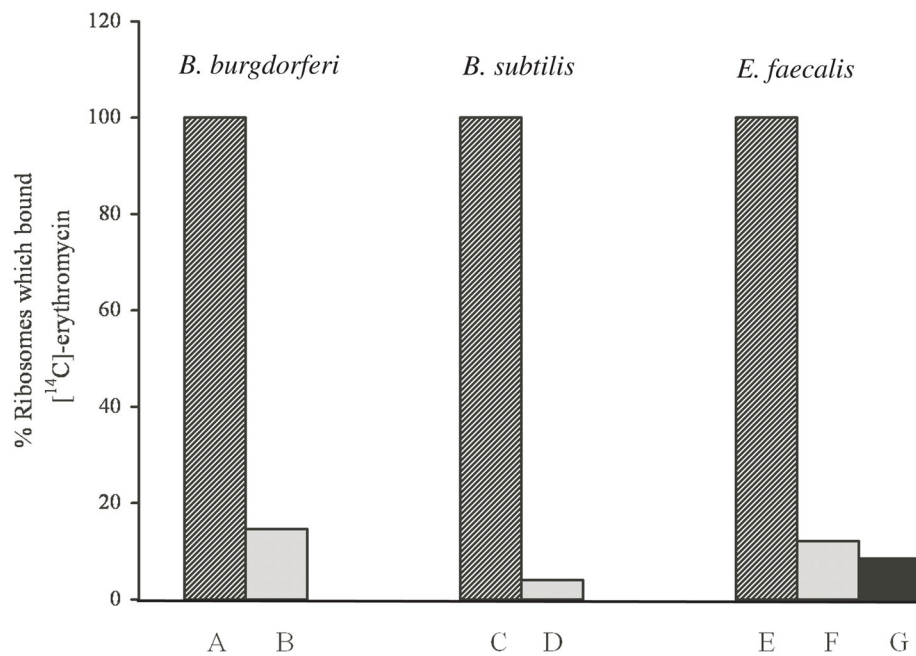 120
B. burgdorferi
B. subtilis
E. faecalis
100
80
60
40
20
0
% Ribosomes which bound
[¹⁴C]-erythromycin
A B C D E F G